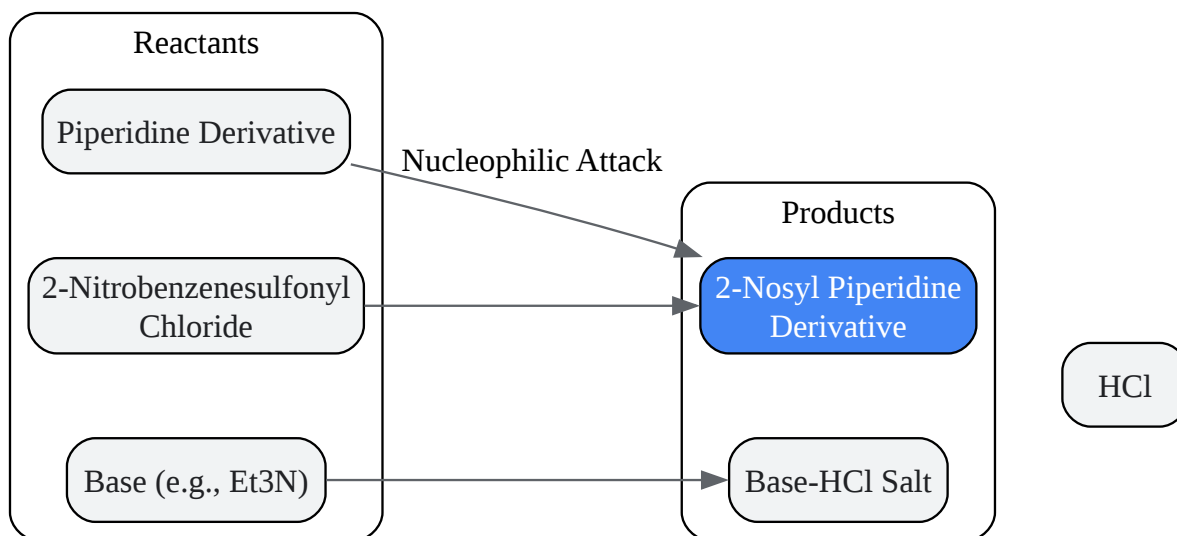 Reactants
Piperidine Derivative
Nucleophilic Attack
2-Nitrobenzenesulfonyl
Chloride
Base (e.g., Et3N)
Products
2-Nosyl Piperidine
Derivative
Base-HCl Salt
HCl